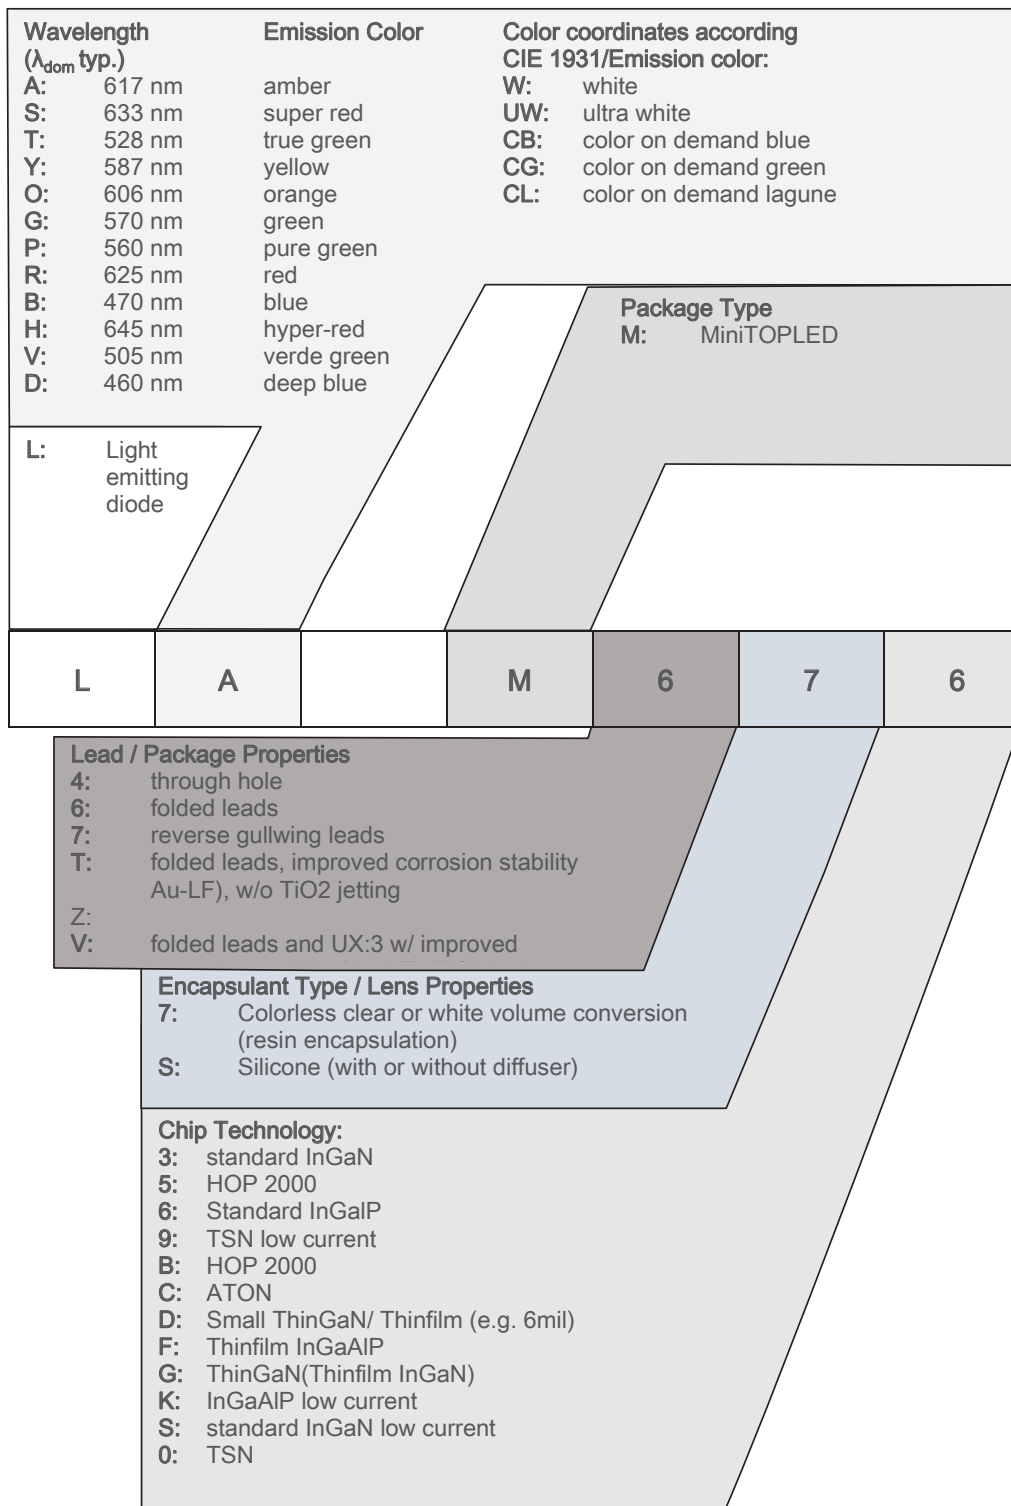 Wavelength Emission Color Color coordinates according
(λdom typ.) CIE 1931/Emission color:
A: 617 nm amber W: white
S: 633 nm super red UW: ultra white
T: 528 nm true green CB: color on demand blue
Y: 587 nm yellow CG: color on demand green
O: 606 nm orange CL: color on demand lagune
G: 570 nm green
P: 560 nm pure green
R: 625 nm red
B: 470 nm blue
H: 645 nm hyper-red
V: 505 nm verde green
D: 460 nm deep blue
Package Type
M: MiniTOPLED
L: Light
emitting
diode
L A M 6 7 6
Lead / Package Properties
4: through hole
6: folded leads
7: reverse gullwing leads
T: folded leads, improved corrosion stability
Au-LF), w/o TiO2 jetting
Z:
V: folded leads and UX:3 w/ improved
Encapsulant Type / Lens Properties
7: Colorless clear or white volume conversion
(resin encapsulation)
S: Silicone (with or without diffuser)
Chip Technology:
3: standard InGaN
5: HOP 2000
6: Standard InGalP
9: TSN low current
B: HOP 2000
C: ATON
D: Small ThinGaN/ Thinfilm (e.g. 6mil)
F: Thinfilm InGaAlP
G: ThinGaN(Thinfilm InGaN)
K: InGaAlP low current
S: standard InGaN low current
0: TSN